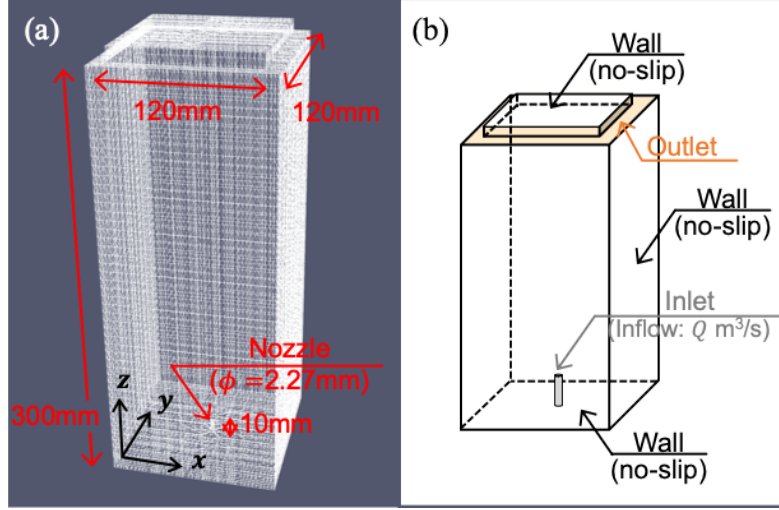 (a)
120mm
120mm
300mm
Nozzle
(ϕ =2.27mm)
10mm
z
y
x
(b)
Wall
(no-slip)
Outlet
Wall
(no-slip)
Inlet
(Inflow: Q m³/s)
Wall
(no-slip)